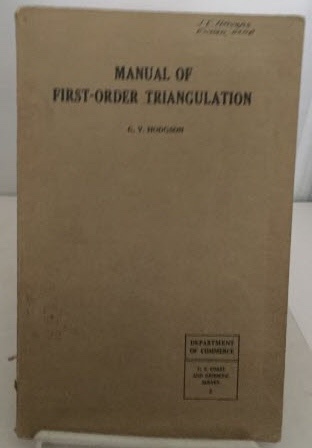 MANUAL OF
FIRST-ORDER TRIANGULATION
C. V. HODGSON
DEPARTMENT
OF COMMERCE
U. S. COAST
AND GEODETIC
SURVEY